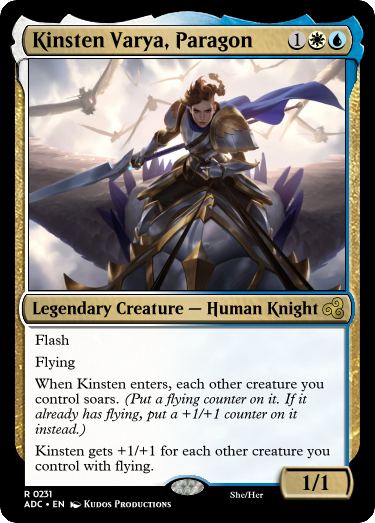 Kinsten Varya, Paragon 1
Legendary Creature — Human Knight
Flash
Flying
When Kinsten enters, each other creature you
control soars. (Put a flying counter on it. If it
already has flying, put a +1/+1 counter on it
instead.)
Kinsten gets +1/+1 for each other creature you
control with flying.
1/1
R 0231
ADC • EN Kudos Productions
She/Her